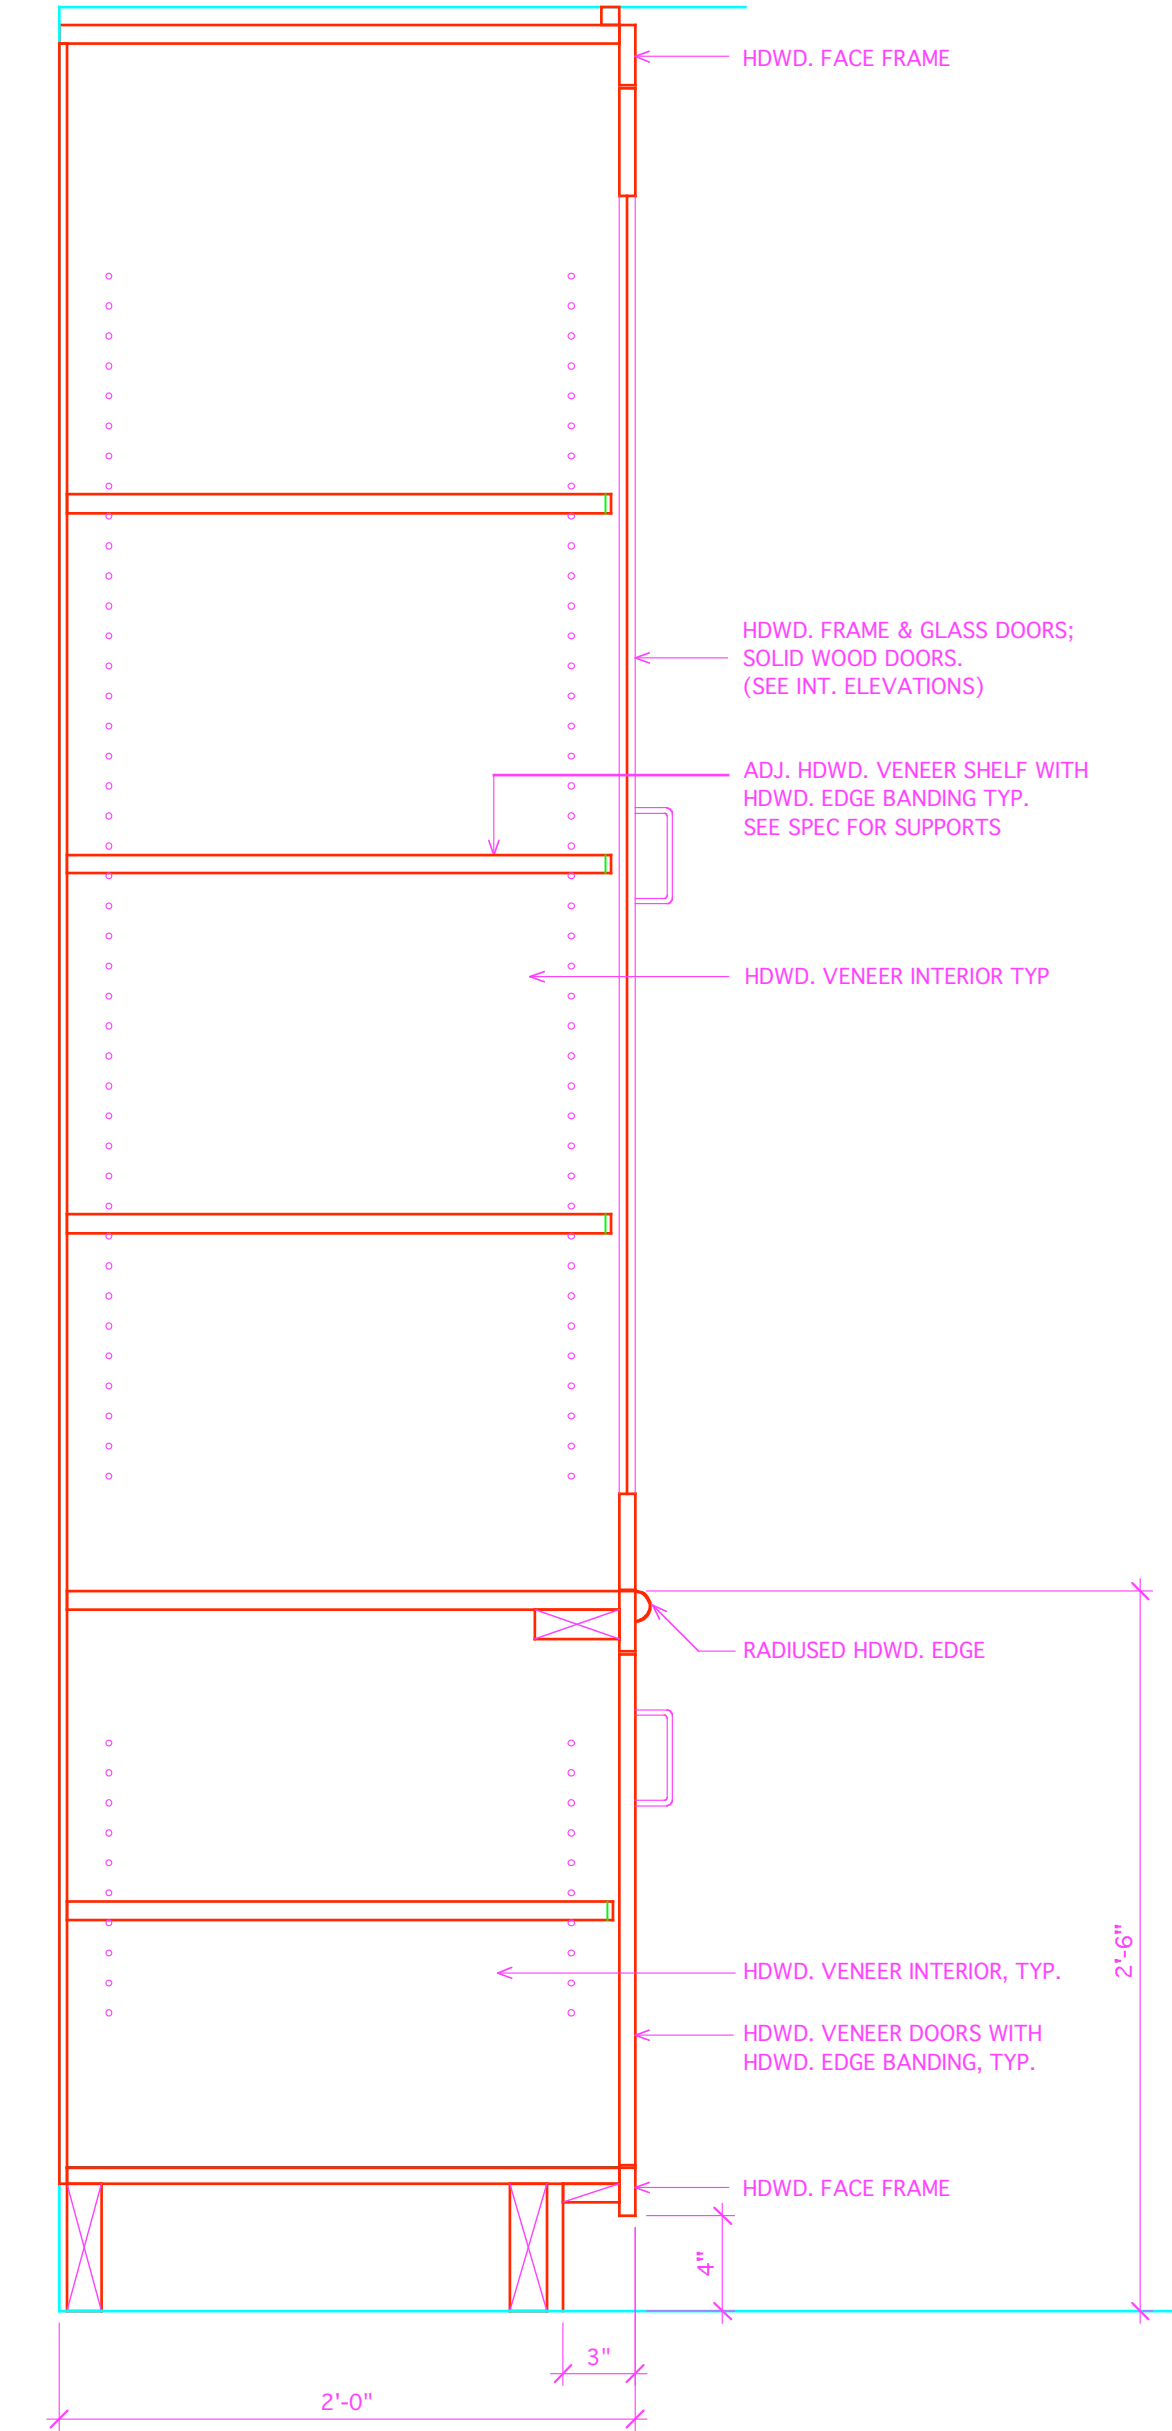 HDWD. FACE FRAME
HDWD. FRAME & GLASS DOORS;
SOLID WOOD DOORS.
(SEE INT. ELEVATIONS)
ADJ. HDWD. VENEER SHELF WITH
HDWD. EDGE BANDING TYP.
SEE SPEC FOR SUPPORTS
HDWD. VENEER INTERIOR TYP
RADIUSED HDWD. EDGE
2'-6"
HDWD. VENEER INTERIOR, TYP.
HDWD. VENEER DOORS WITH
HDWD. EDGE BANDING, TYP.
HDWD. FACE FRAME
4"
3"
2'-0"